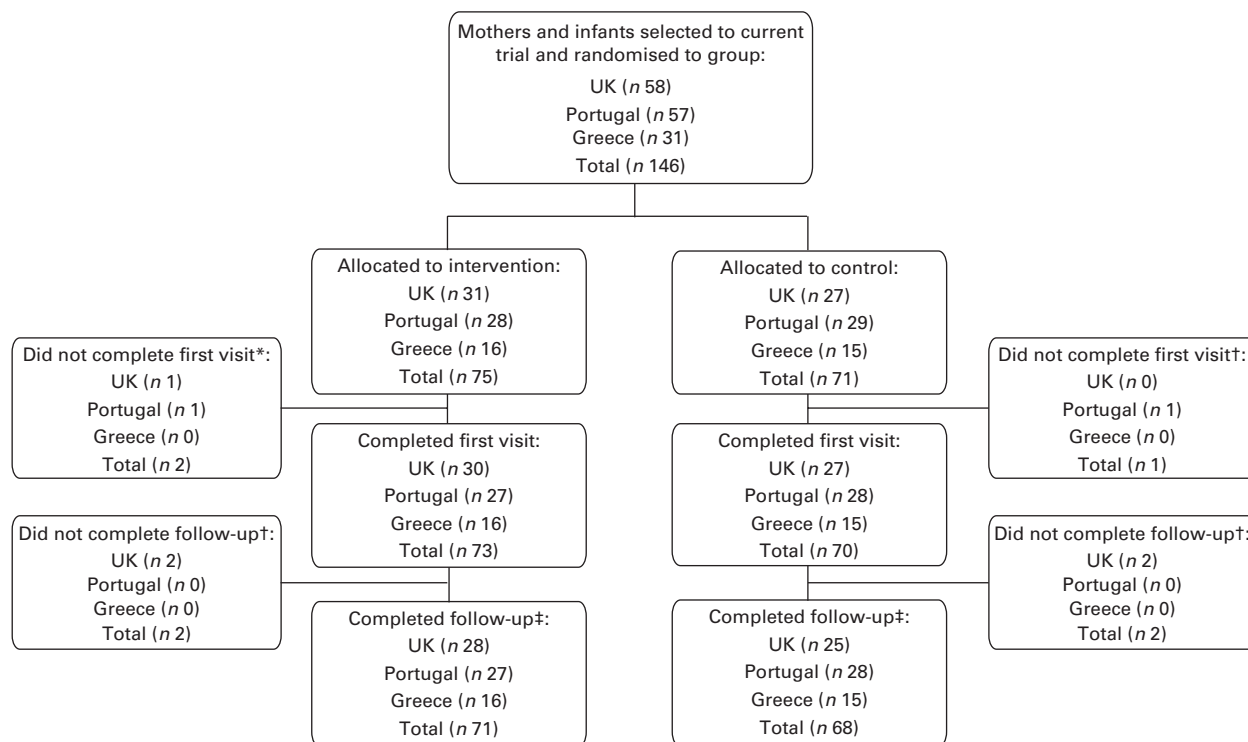 Mothers and infants selected to current
trial and randomised to group:
UK (n 58)
Portugal (n 57)
Greece (n 31)
Total (n 146)
Allocated to intervention:
UK (n 31)
Portugal (n 28)
Greece (n 16)
Total (n 75)
Allocated to control:
UK (n 27)
Portugal (n 29)
Greece (n 15)
Total (n 71)
Did not complete first visit*:
UK (n 1)
Portugal (n 1)
Greece (n 0)
Total (n 2)
Did not complete first visit†:
UK (n 0)
Portugal (n 1)
Greece (n 0)
Total (n 1)
Completed first visit:
UK (n 30)
Portugal (n 27)
Greece (n 16)
Total (n 73)
Completed first visit:
UK (n 27)
Portugal (n 28)
Greece (n 15)
Total (n 70)
Did not complete follow-up†:
UK (n 2)
Portugal (n 0)
Greece (n 0)
Total (n 2)
Did not complete follow-up†:
UK (n 2)
Portugal (n 0)
Greece (n 0)
Total (n 2)
Completed follow-up‡:
UK (n 28)
Portugal (n 27)
Greece (n 16)
Total (n 71)
Completed follow-up‡:
UK (n 25)
Portugal (n 28)
Greece (n 15)
Total (n 68)